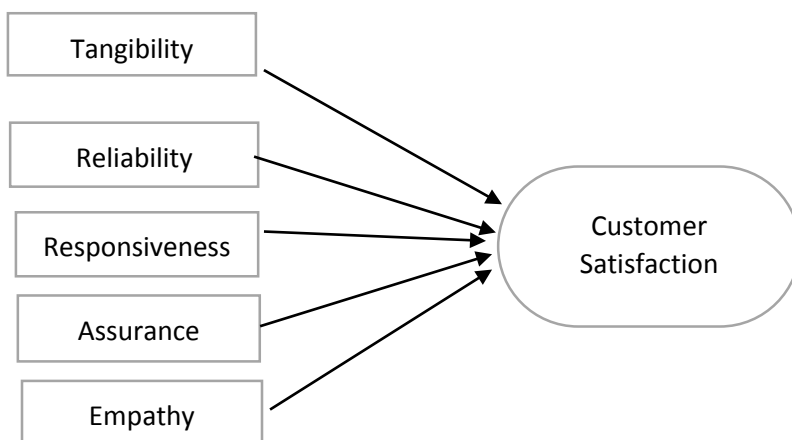 Tangibility
Reliability
Responsiveness
Assurance
Empathy
Customer
Satisfaction